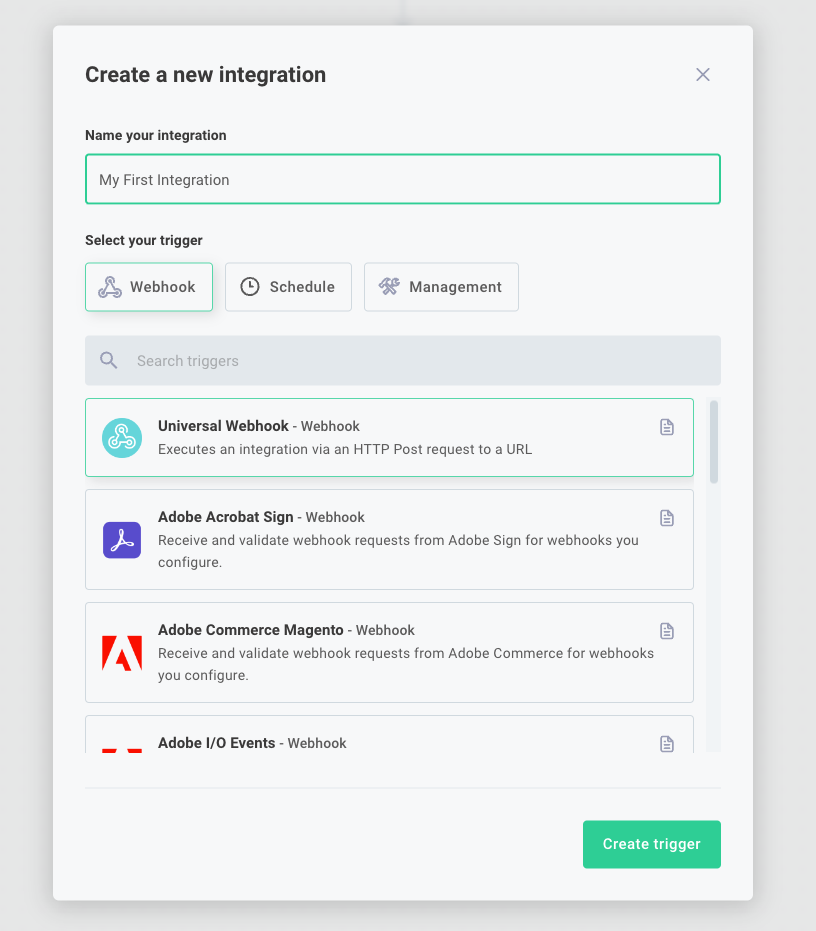 Create a new integration
Name your integration
My First Integration
Select your trigger
Webhook
Schedule
Management
Search triggers
Universal Webhook - Webhook
Executes an integration via an HTTP Post request to a URL
Adobe Acrobat Sign - Webhook
Receive and validate webhook requests from Adobe Sign for webhooks you
configure.
Adobe Commerce Magento - Webhook
Receive and validate webhook requests from Adobe Commerce for webhooks
you configure.
Adobe I/O Events - Webhook
Create trigger